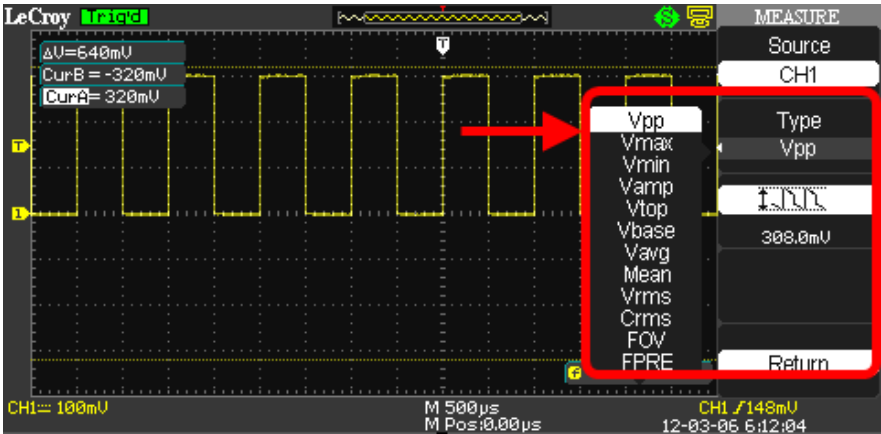 LeCroy Trig'd MEASURE
ΔV=640mV
CurB=-320mV
CurA=320mV
T
T
1
Source
CH1
Type
Vpp
308.0mV
Return
Vpp
Vmax
Vmin
Vamp
Vtop
Vbase
Vavg
Mean
Vrms
Crms
FOV
FPRE
S
f
CH1 100mV M 500µs CH1 /148mV
M Pos:0.00µs 12-03-06 6:12:04